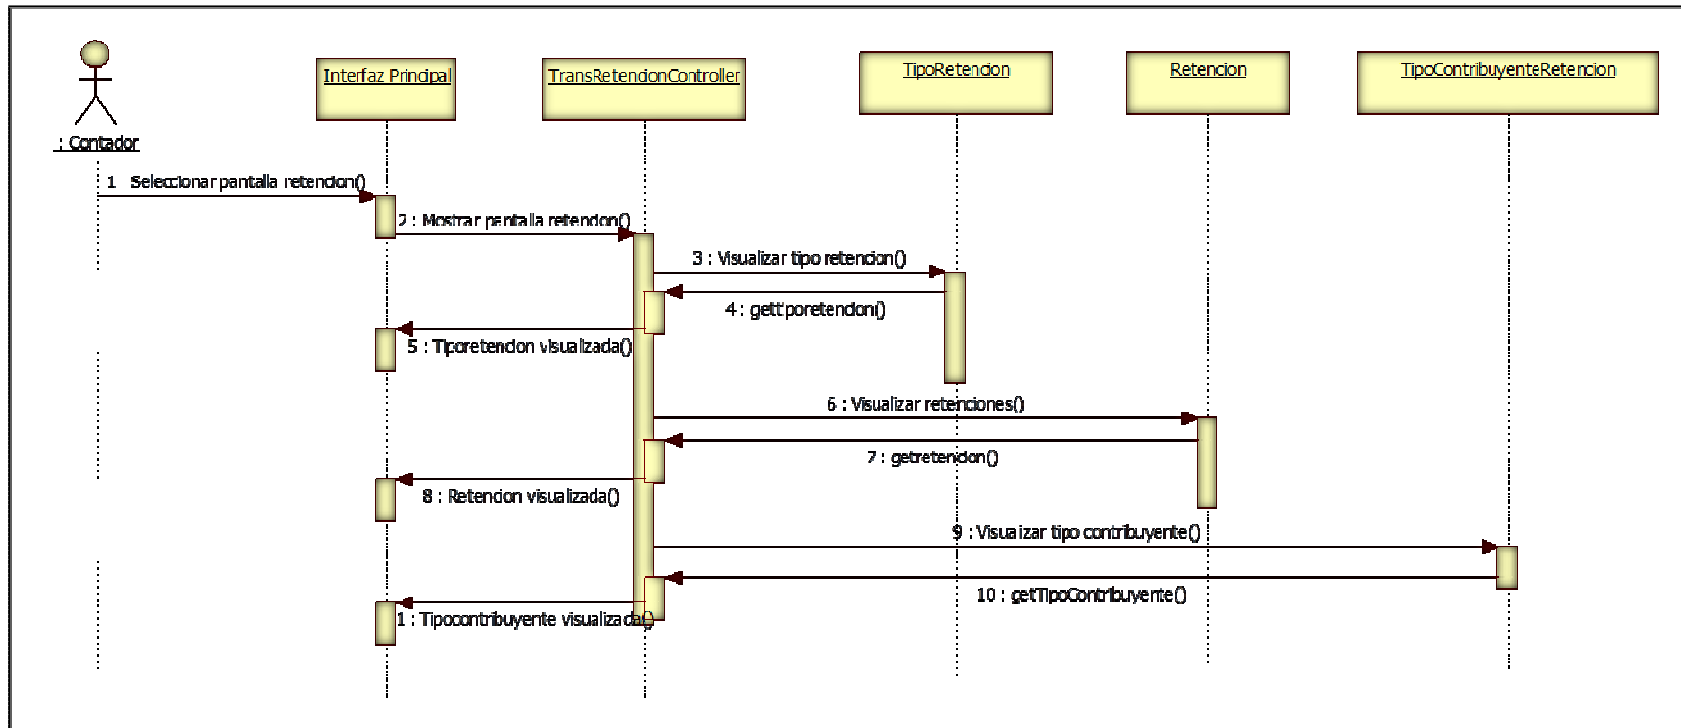 Interfaz Principal
TransRetencionController
TipoRetencion
Retencion
TipoContribuyenteRetencion
: Contador
1 Seleccionar pantalla retencion()
2 : Mostrar pantalla retencion()
3 : Visualizar tipo retencion()
4 : gettiporetencion()
5 : Tiporetencion visualizada()
6 : Visualizar retenciones()
7 : getretencion()
8 : Retencion visualizada()
9 : Visualizar tipo contribuyente()
10 : getTipoContribuyente()
1 : Tipocontribuyente visualizada()